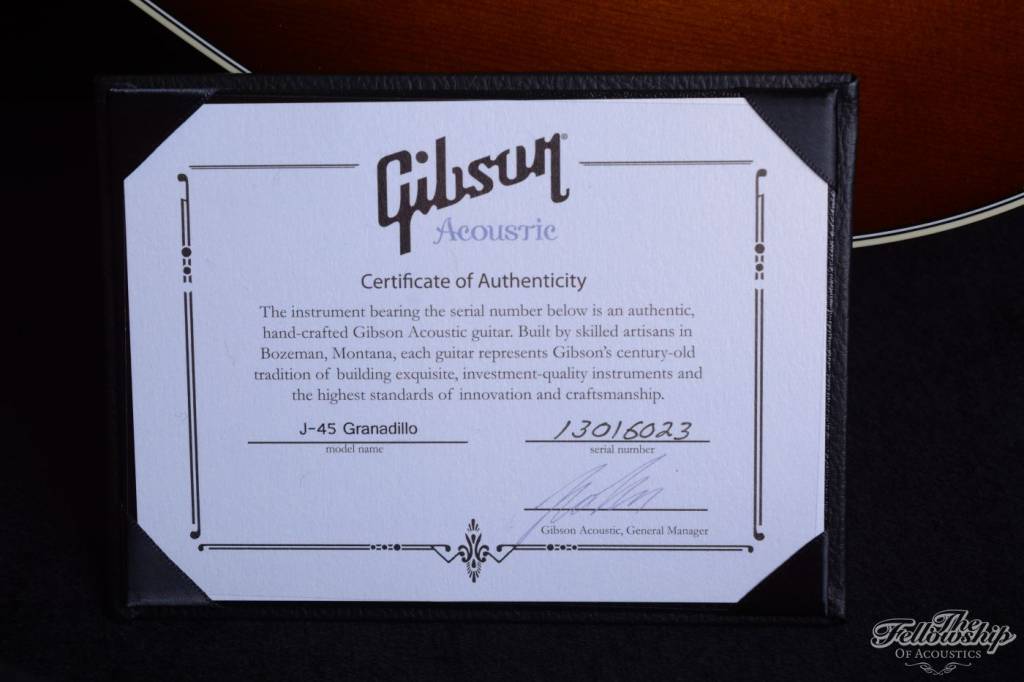 Gibson®
Acoustic
Certificate of Authenticity
The instrument bearing the serial number below is an authentic,
hand-crafted Gibson Acoustic guitar. Built by skilled artisans in
Bozeman, Montana, each guitar represents Gibson's century-old
tradition of building exquisite, investment-quality instruments and
the highest standards of innovation and craftsmanship.
J-45 Granadillo 13016023
model name serial number
Gibson Acoustic, General Manager
The
Fellowship
OF ACOUSTICS